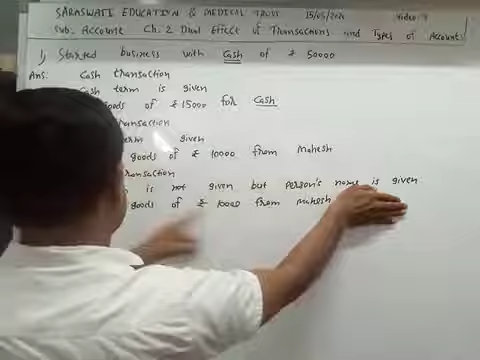 SARASWATI EDUCATION & MEDICAL TRUST 15/05/2021 Video: 7
Sub. Account Ch. 2 Dual Effect of Transactions and Types of Accounts
1) Started business with Cash of ₹ 50000
Ans: Cash transaction
Cash term is given
goods of ₹ 15000 for Cash
transaction
term given
goods of ₹ 10000 from Mahesh
transaction
is not given but person's name is given
goods of ₹ 10000 from Mahesh